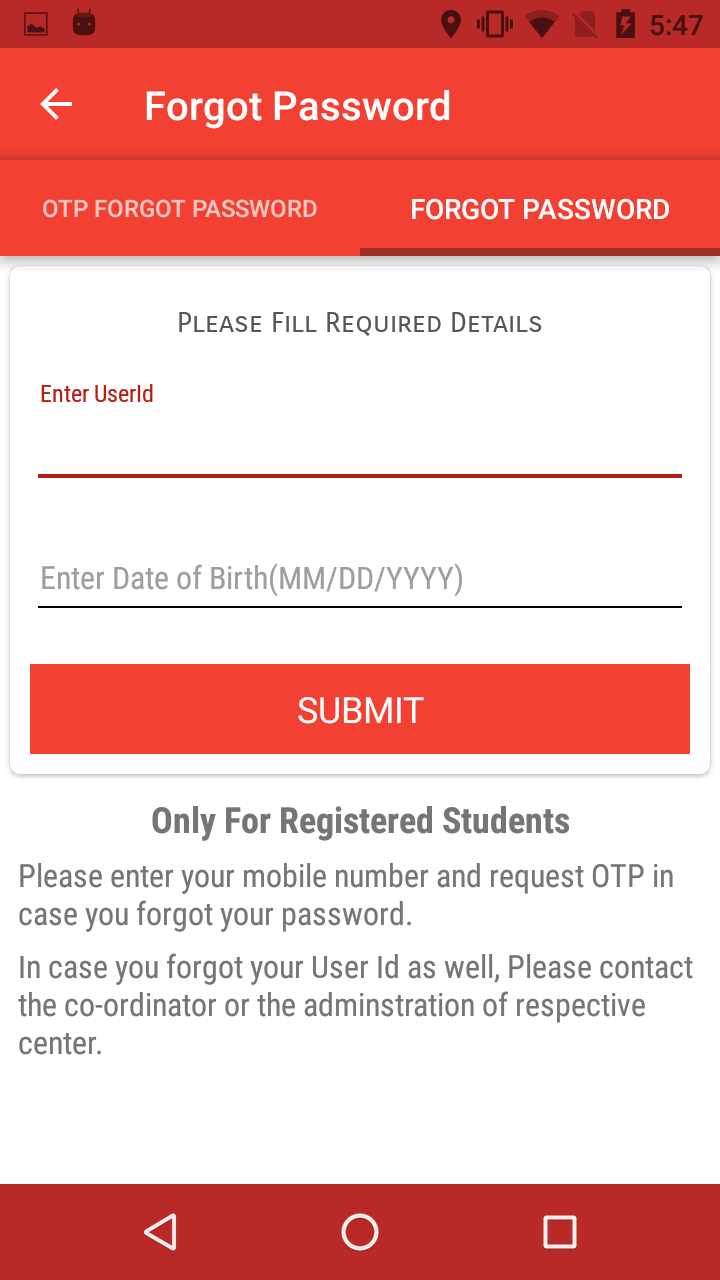 5:47
Forgot Password
OTP FORGOT PASSWORD
FORGOT PASSWORD
Please Fill Required Details
Enter UserId
Enter Date of Birth(MM/DD/YYYY)
SUBMIT
Only For Registered Students
Please enter your mobile number and request OTP in
case you forgot your password.
In case you forgot your User Id as well, Please contact
the co-ordinator or the adminstration of respective
center.